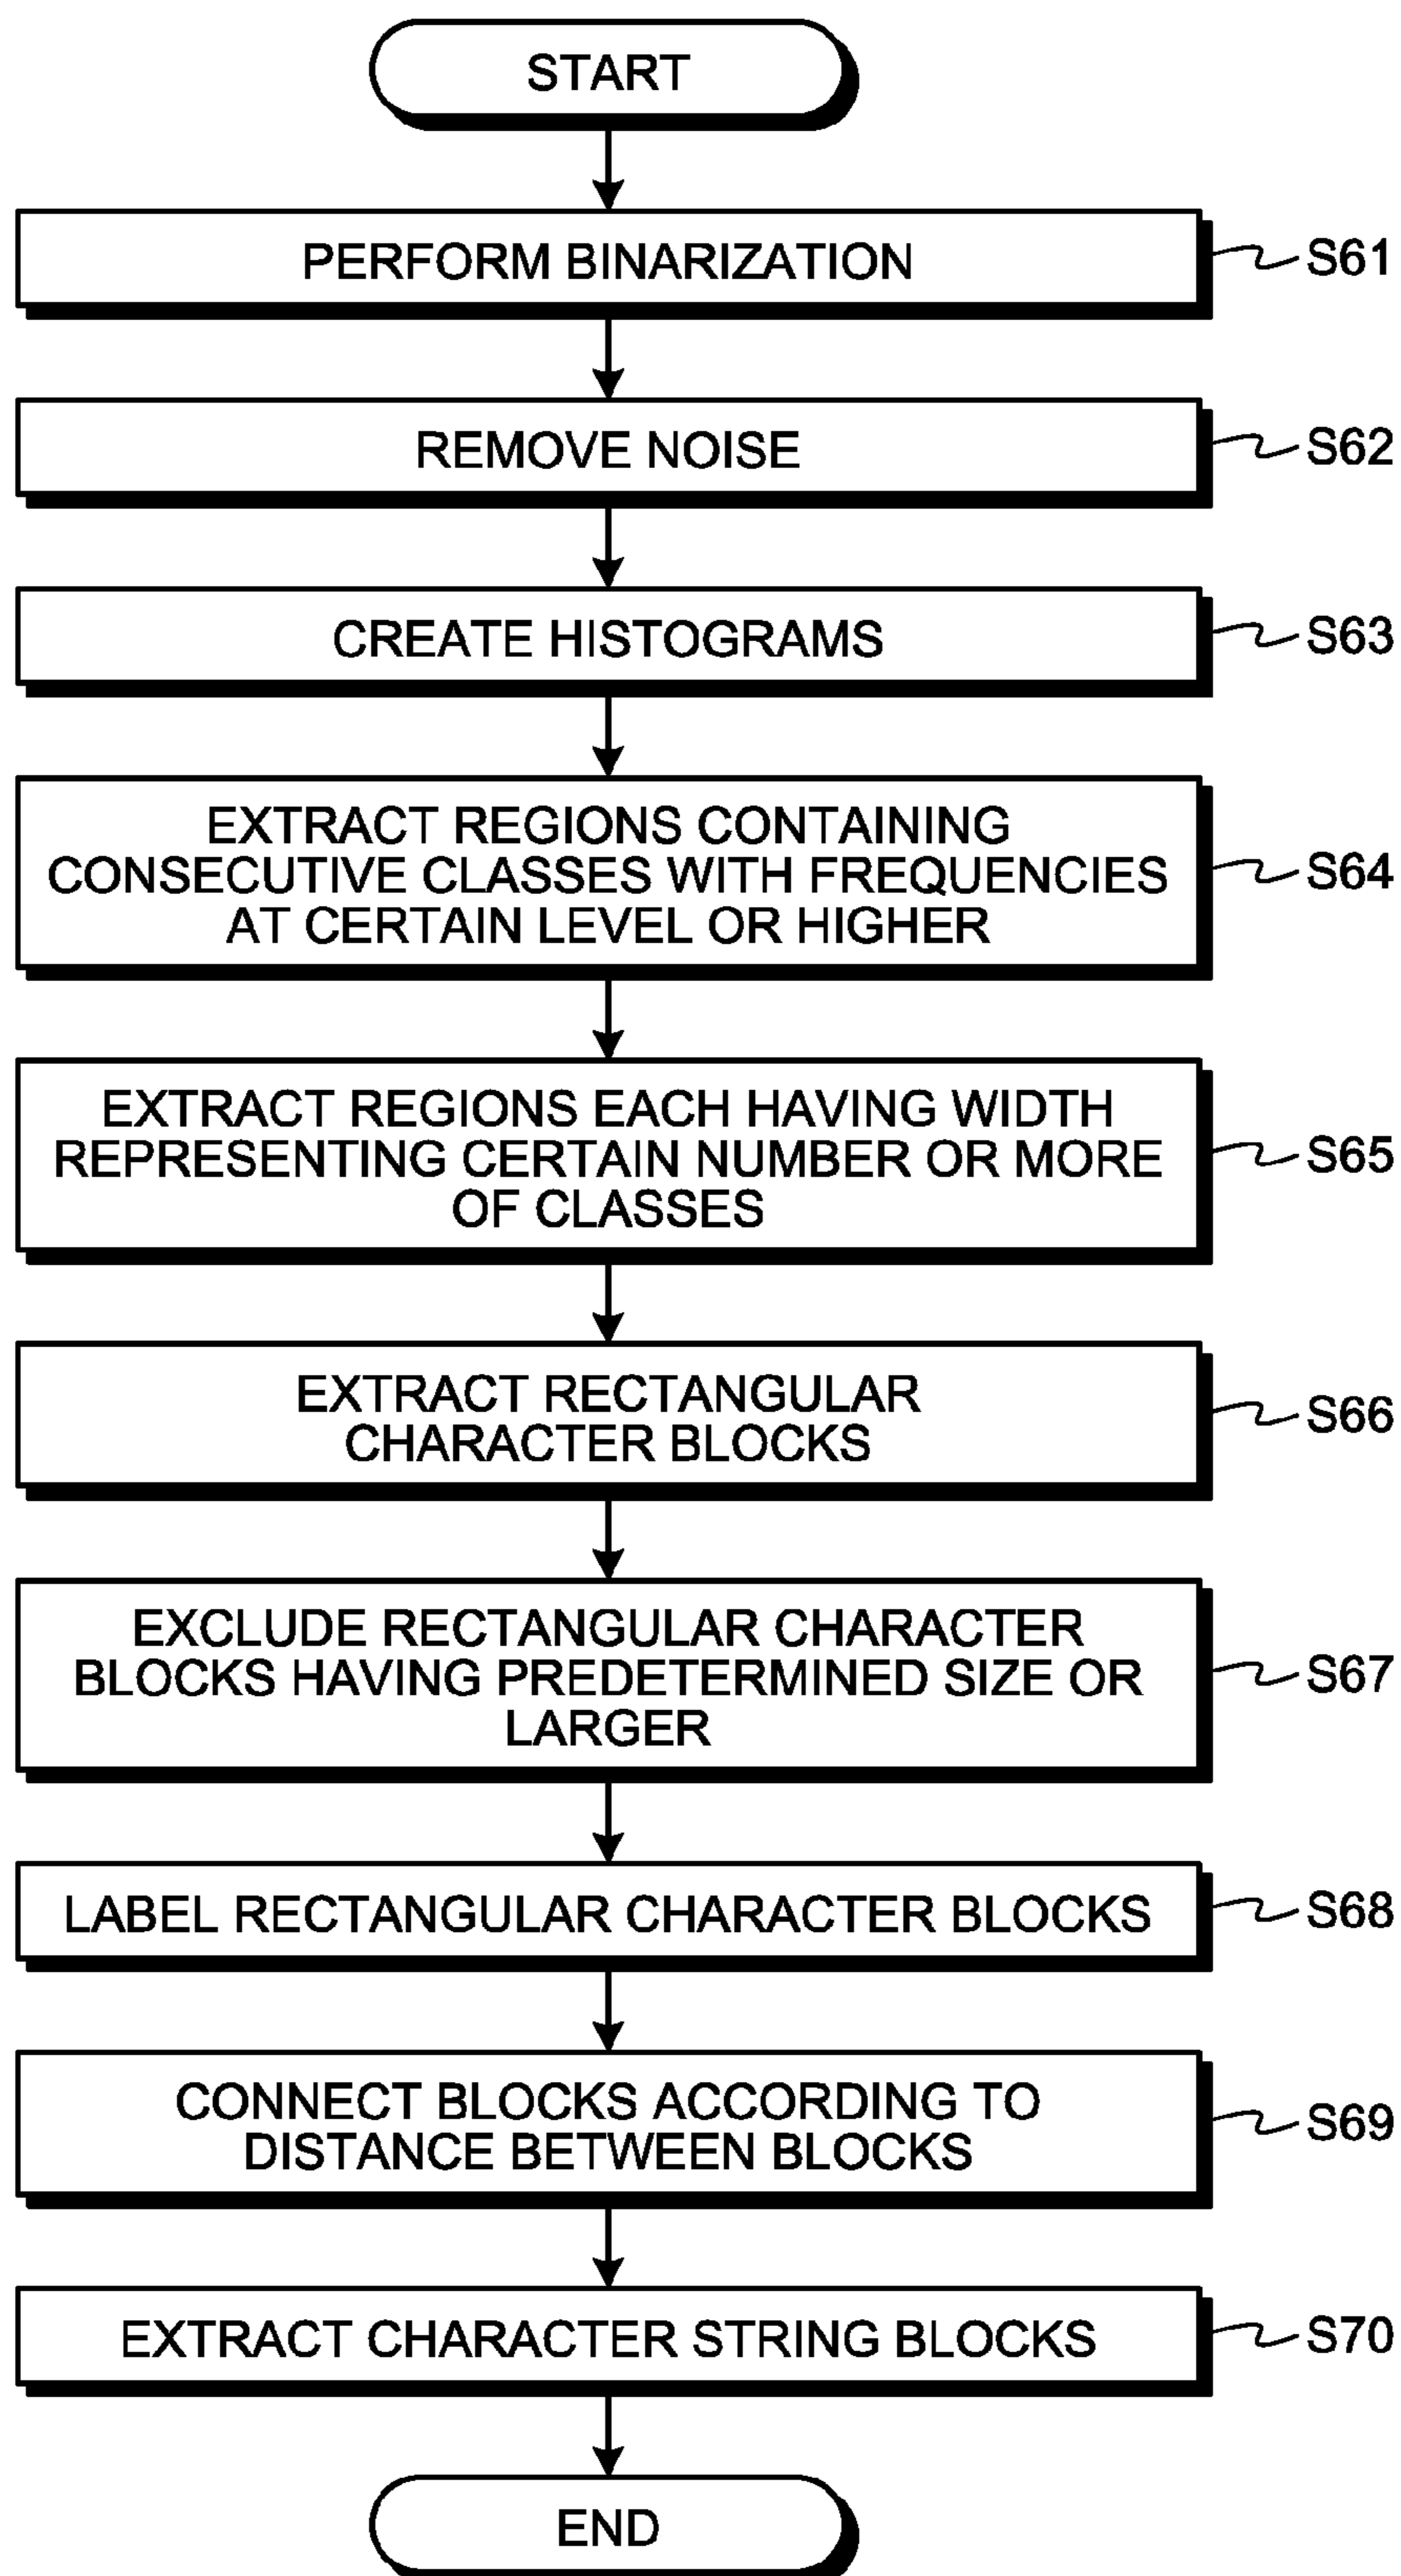 START
PERFORM BINARIZATION
S61
REMOVE NOISE
S62
CREATE HISTOGRAMS
S63
EXTRACT REGIONS CONTAINING
CONSECUTIVE CLASSES WITH FREQUENCIES
AT CERTAIN LEVEL OR HIGHER
S64
EXTRACT REGIONS EACH HAVING WIDTH
REPRESENTING CERTAIN NUMBER OR MORE
OF CLASSES
S65
EXTRACT RECTANGULAR
CHARACTER BLOCKS
S66
EXCLUDE RECTANGULAR CHARACTER
BLOCKS HAVING PREDETERMINED SIZE OR
LARGER
S67
LABEL RECTANGULAR CHARACTER BLOCKS
S68
CONNECT BLOCKS ACCORDING TO
DISTANCE BETWEEN BLOCKS
S69
EXTRACT CHARACTER STRING BLOCKS
S70
END